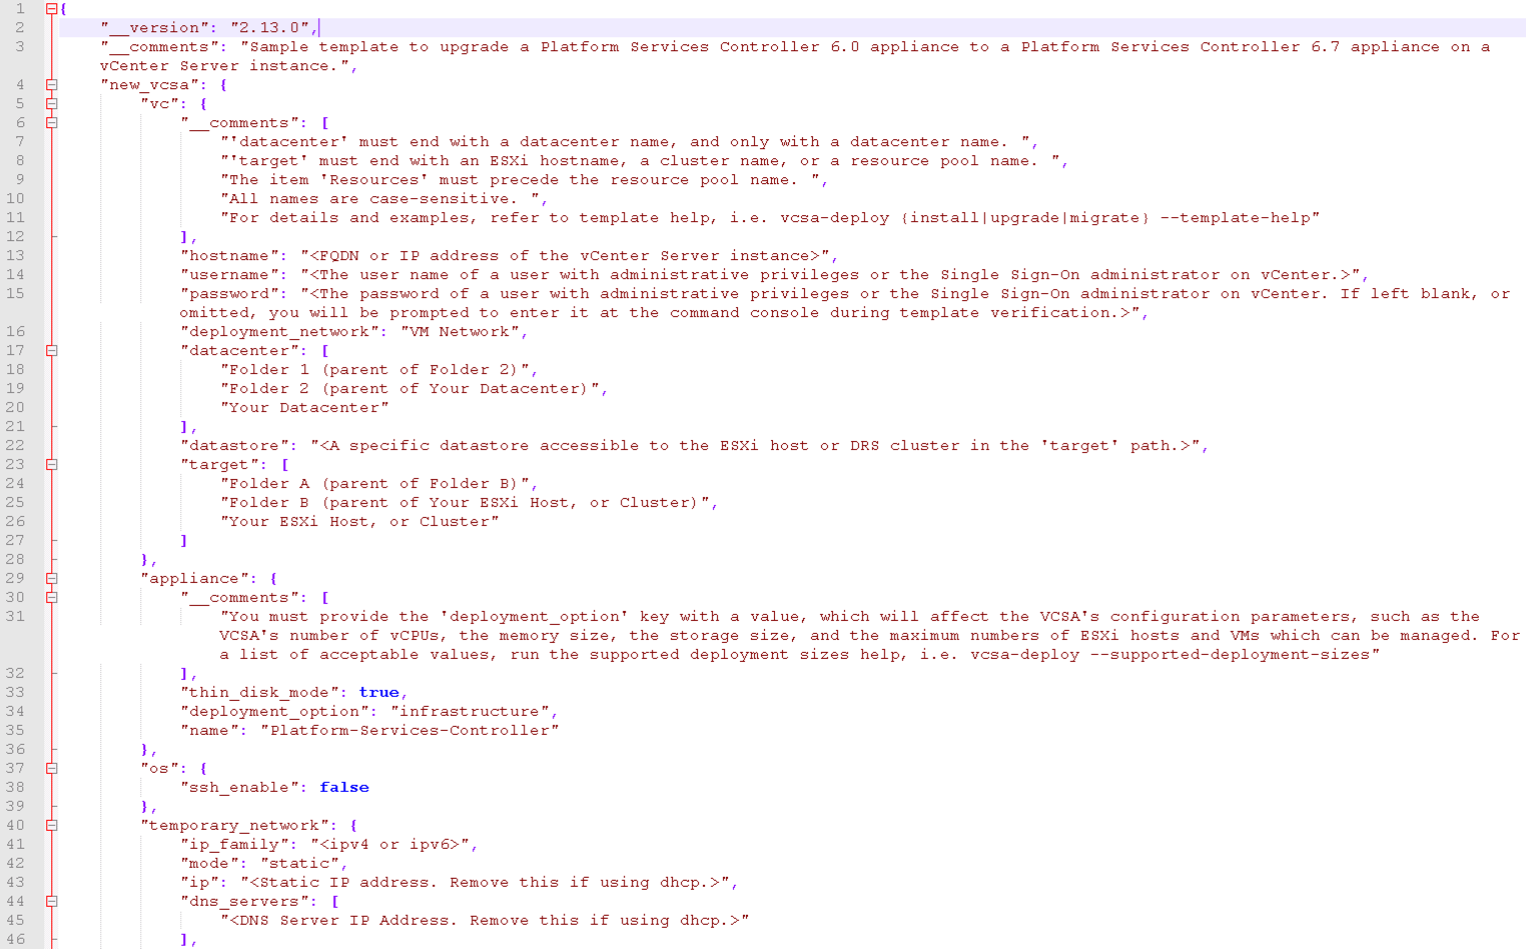 1 {
2 "__version": "2.13.0",
3 "__comments": "Sample template to upgrade a Platform Services Controller 6.0 appliance to a Platform Services Controller 6.7 appliance on a
vCenter Server instance.",
4 "new_vcsa": {
5 "vc": {
6 "__comments": [
7 "'datacenter' must end with a datacenter name, and only with a datacenter name. ",
8 "'target' must end with an ESXi hostname, a cluster name, or a resource pool name. ",
9 "The item 'Resources' must precede the resource pool name. ",
10 "All names are case-sensitive. ",
11 "For details and examples, refer to template help, i.e. vcsa-deploy {install|upgrade|migrate} --template-help"
12 ],
13 "hostname": "<FQDN or IP address of the vCenter Server instance>",
14 "username": "<The user name of a user with administrative privileges or the Single Sign-On administrator on vCenter.>",
15 "password": "<The password of a user with administrative privileges or the Single Sign-On administrator on vCenter. If left blank, or
omitted, you will be prompted to enter it at the command console during template verification.>",
16 "deployment_network": "VM Network",
17 "datacenter": [
18 "Folder 1 (parent of Folder 2)",
19 "Folder 2 (parent of Your Datacenter)",
20 "Your Datacenter"
21 ],
22 "datastore": "<A specific datastore accessible to the ESXi host or DRS cluster in the 'target' path.>",
23 "target": [
24 "Folder A (parent of Folder B)",
25 "Folder B (parent of Your ESXi Host, or Cluster)",
26 "Your ESXi Host, or Cluster"
27 ]
28 },
29 "appliance": {
30 "__comments": [
31 "You must provide the 'deployment_option' key with a value, which will affect the VCSA's configuration parameters, such as the
VCSA's number of vCPUs, the memory size, the storage size, and the maximum numbers of ESXi hosts and VMs which can be managed. For
a list of acceptable values, run the supported deployment sizes help, i.e. vcsa-deploy --supported-deployment-sizes"
32 ],
33 "thin_disk_mode": true,
34 "deployment_option": "infrastructure",
35 "name": "Platform-Services-Controller"
36 },
37 "os": {
38 "ssh_enable": false
39 },
40 "temporary_network": {
41 "ip_family": "<ipv4 or ipv6>",
42 "mode": "static",
43 "ip": "<Static IP address. Remove this if using dhcp.>",
44 "dns_servers": [
45 "<DNS Server IP Address. Remove this if using dhcp.>"
46 ],